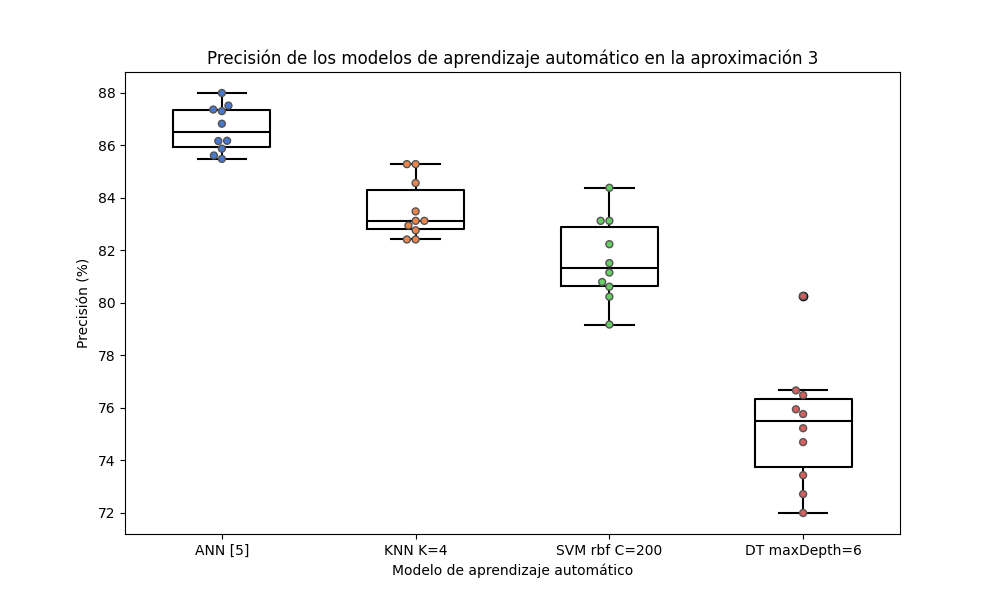 Precisión de los modelos de aprendizaje automático en la aproximación 3
88
86
84
82
80
78
76
74
72
Precisión (%)
ANN [5]
KNN K=4
SVM rbf C=200
DT maxDepth=6
Modelo de aprendizaje automático